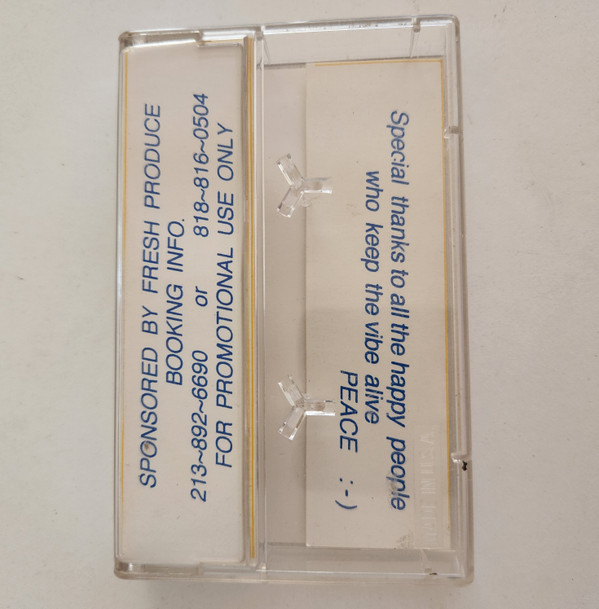 SPONSORED BY FRESH PRODUCE
BOOKING INFO.
213~892~6690 or 818~816~0504
FOR PROMOTIONAL USE ONLY
Special thanks to all the happy people
who keep the vibe alive
PEACE :-)